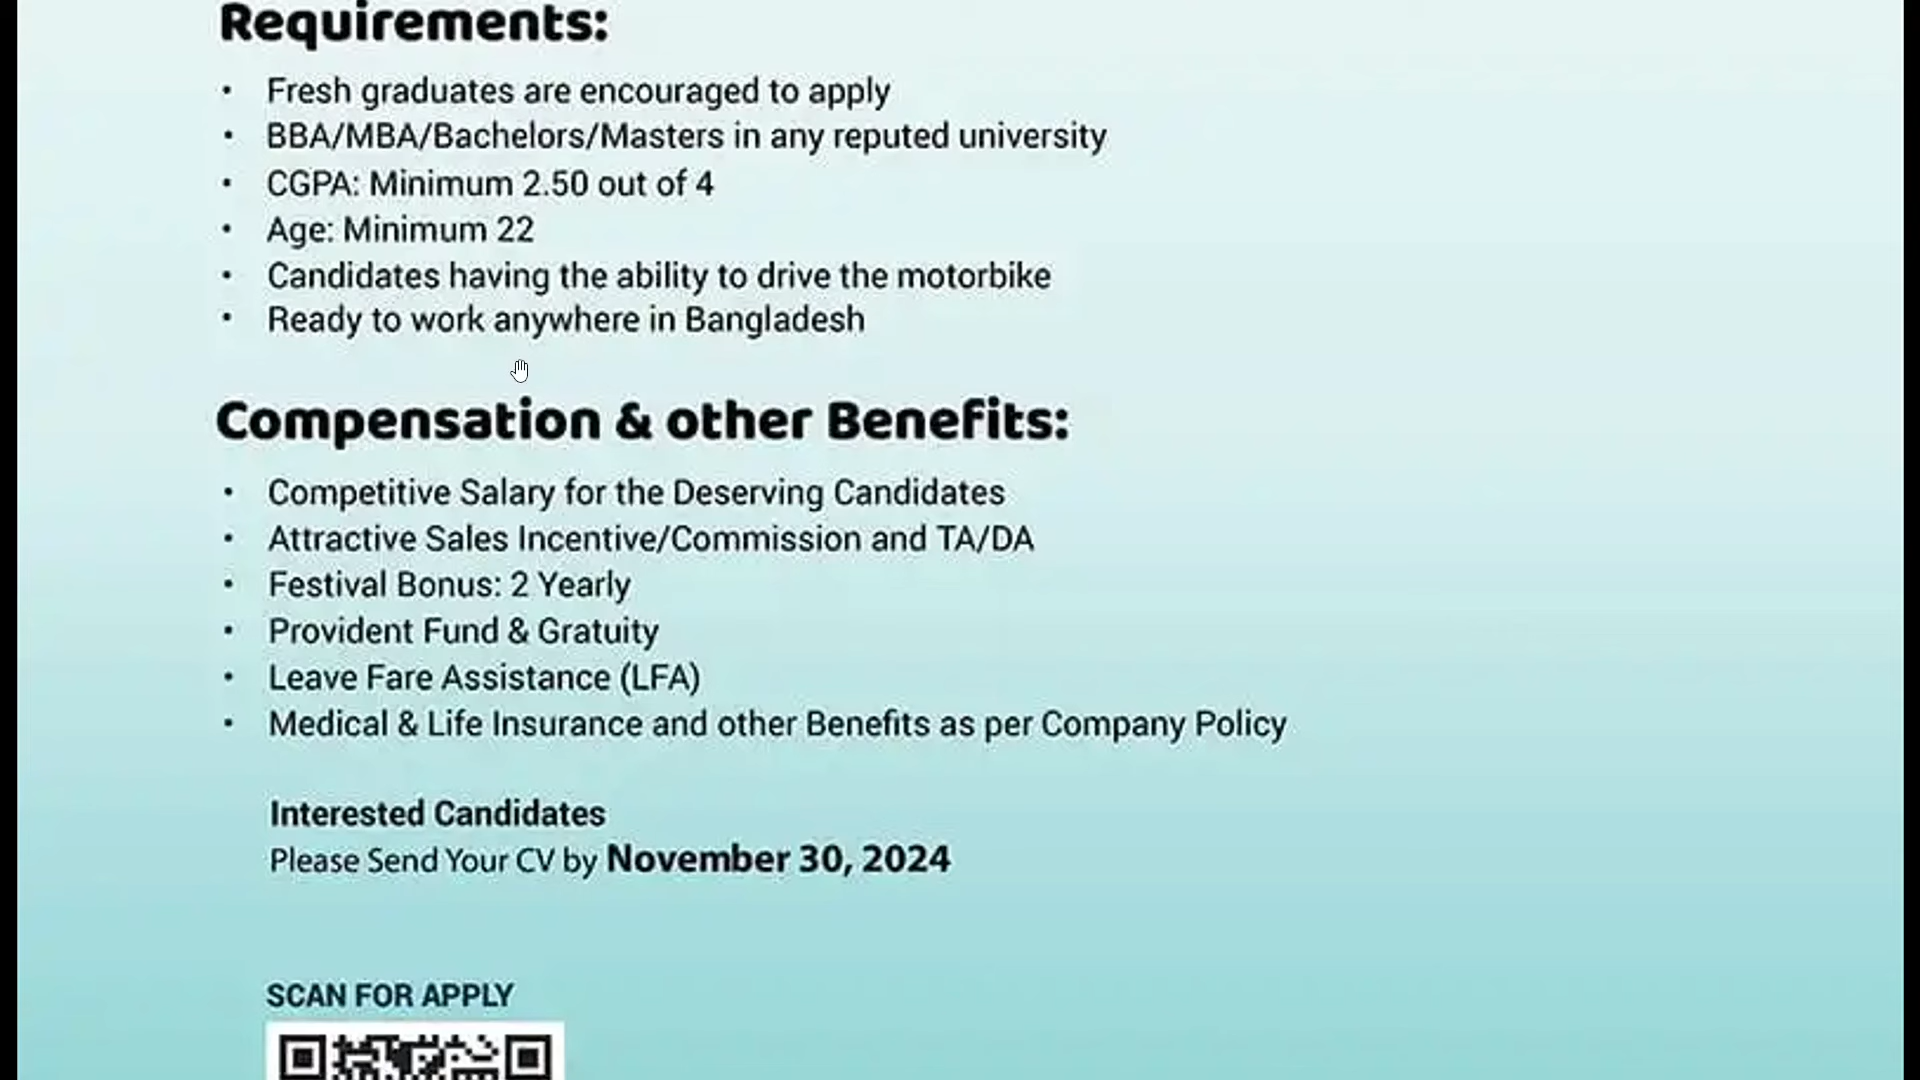 Requirements:
• Fresh graduates are encouraged to apply
• BBA/MBA/Bachelors/Masters in any reputed university
• CGPA: Minimum 2.50 out of 4
• Age: Minimum 22
• Candidates having the ability to drive the motorbike
• Ready to work anywhere in Bangladesh
Compensation & other Benefits:
• Competitive Salary for the Deserving Candidates
• Attractive Sales Incentive/Commission and TA/DA
• Festival Bonus: 2 Yearly
• Provident Fund & Gratuity
• Leave Fare Assistance (LFA)
• Medical & Life Insurance and other Benefits as per Company Policy
Interested Candidates
Please Send Your CV by November 30, 2024
SCAN FOR APPLY